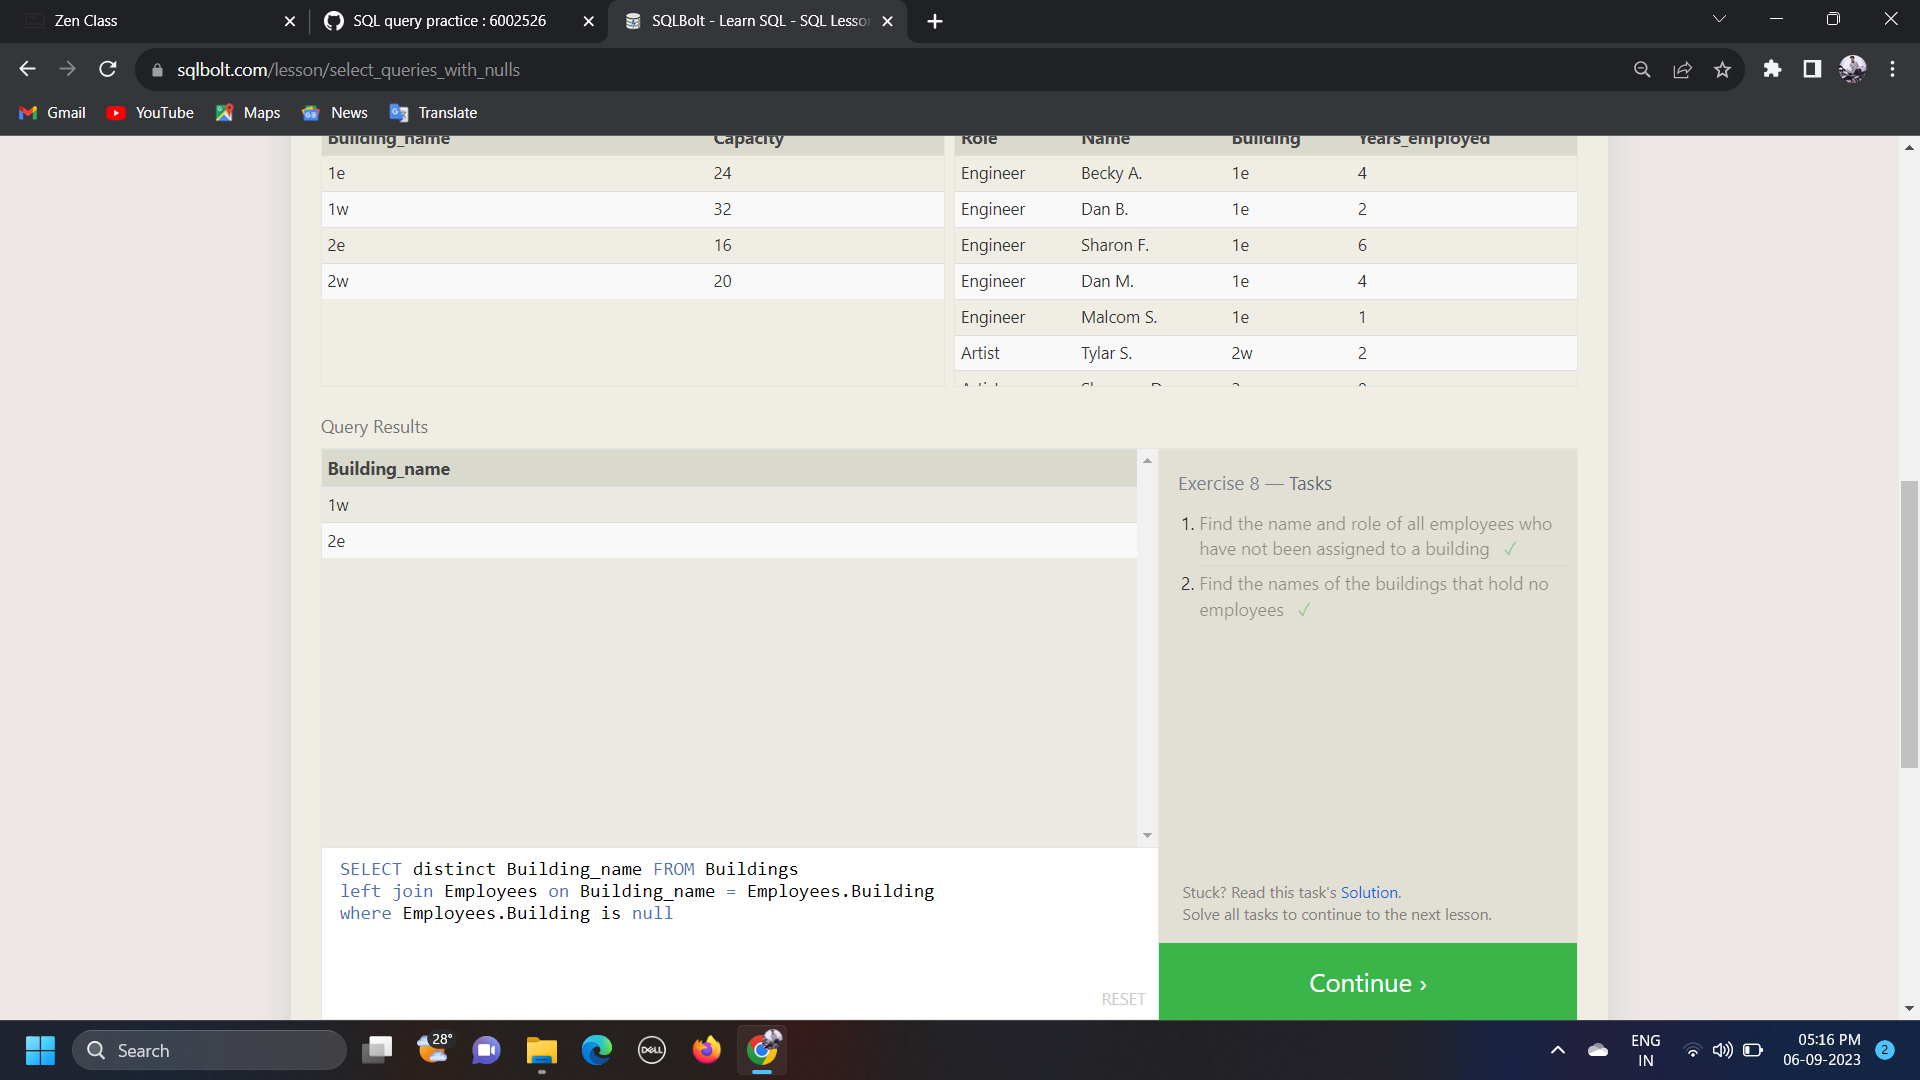 Zen Class
SQL query practice : 6002526
SQLBolt - Learn SQL - SQL Lesson
sqlbolt.com/lesson/select_queries_with_nulls
Gmail YouTube Maps News Translate
Building_name Capacity
1e 24
1w 32
2e 16
2w 20
Role Name Building Years_employed
Engineer Becky A. 1e 4
Engineer Dan B. 1e 2
Engineer Sharon F. 1e 6
Engineer Dan M. 1e 4
Engineer Malcom S. 1e 1
Artist Tylar S. 2w 2
Query Results
Building_name
1w
2e
Exercise 8 — Tasks
1. Find the name and role of all employees who
have not been assigned to a building ✓
2. Find the names of the buildings that hold no
employees ✓
SELECT distinct Building_name FROM Buildings
left join Employees on Building_name = Employees.Building
where Employees.Building is null
RESET
Stuck? Read this task's Solution.
Solve all tasks to continue to the next lesson.
Continue ›
Search
28°
DELL
ENG
IN
05:16 PM
06-09-2023
2